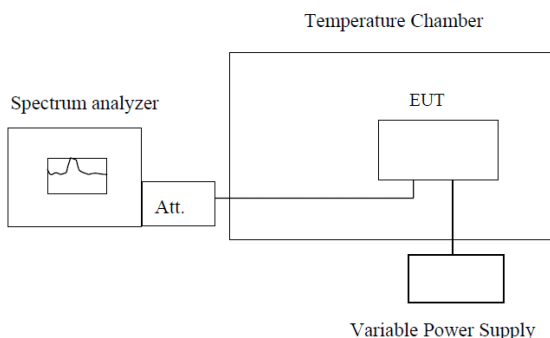 Temperature Chamber
Spectrum analyzer
EUT
Att.
Variable Power Supply